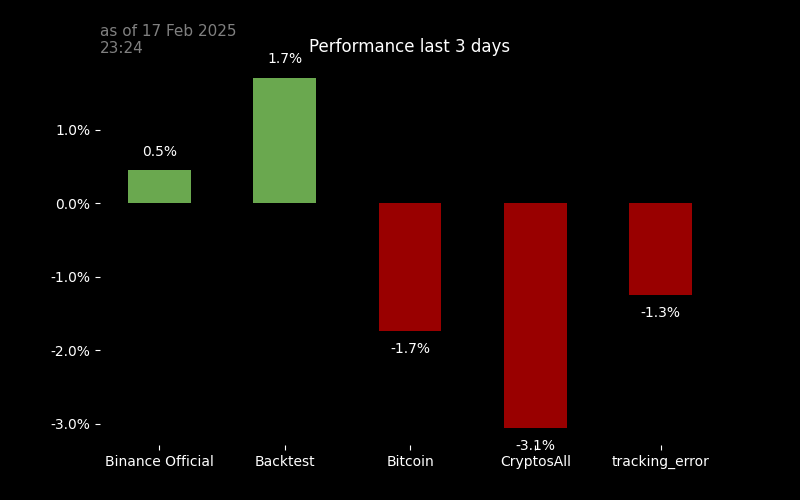 as of 17 Feb 2025
23:24
Performance last 3 days
1.7%
0.5%
1.0%
0.0%
-1.0%
-2.0%
-3.0%
-1.3%
-1.7%
-3.1%
Binance Official
Backtest
Bitcoin
CryptosAll
tracking_error